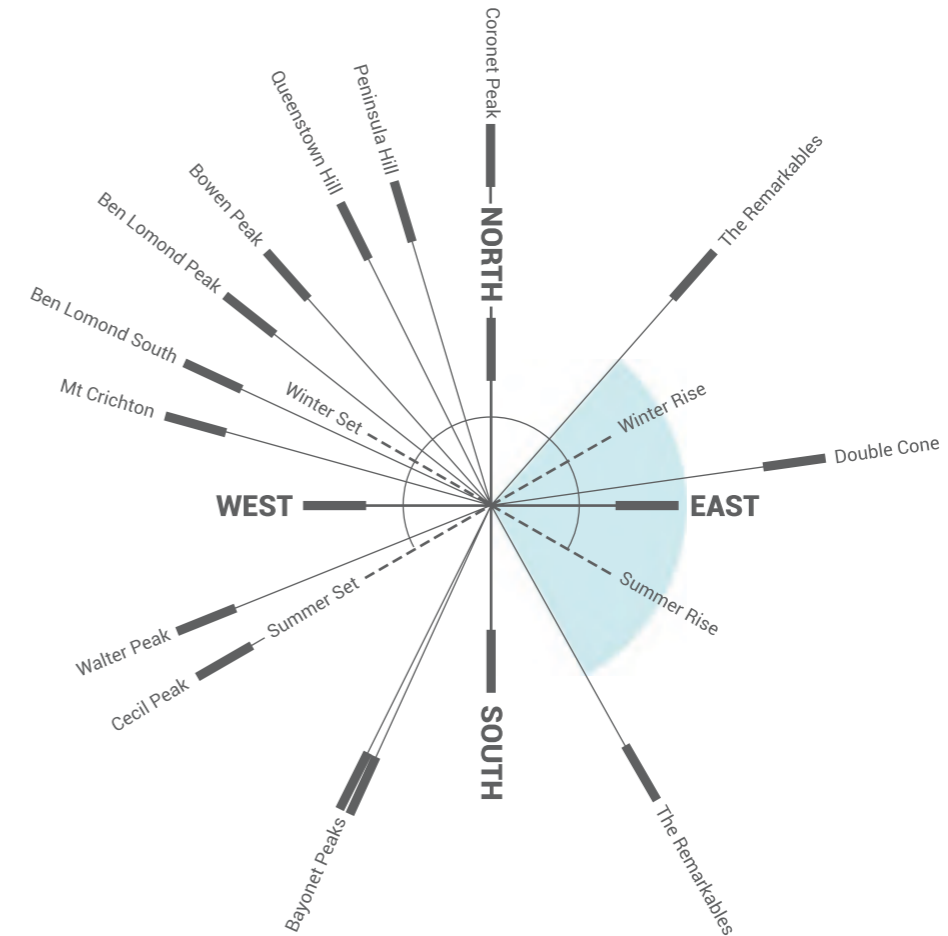 Coronet Peak
Peninsula Hill
Queenstown Hill
The Remarkables
Bowen Peak
Ben Lomond Peak
NORTH
Ben Lomond South
Mt Crichton
Winter Set
Winter Rise
Double Cone
WEST
EAST
Summer Set
Summer Rise
Walter Peak
Cecil Peak
SOUTH
Bayonet Peaks
The Remarkables